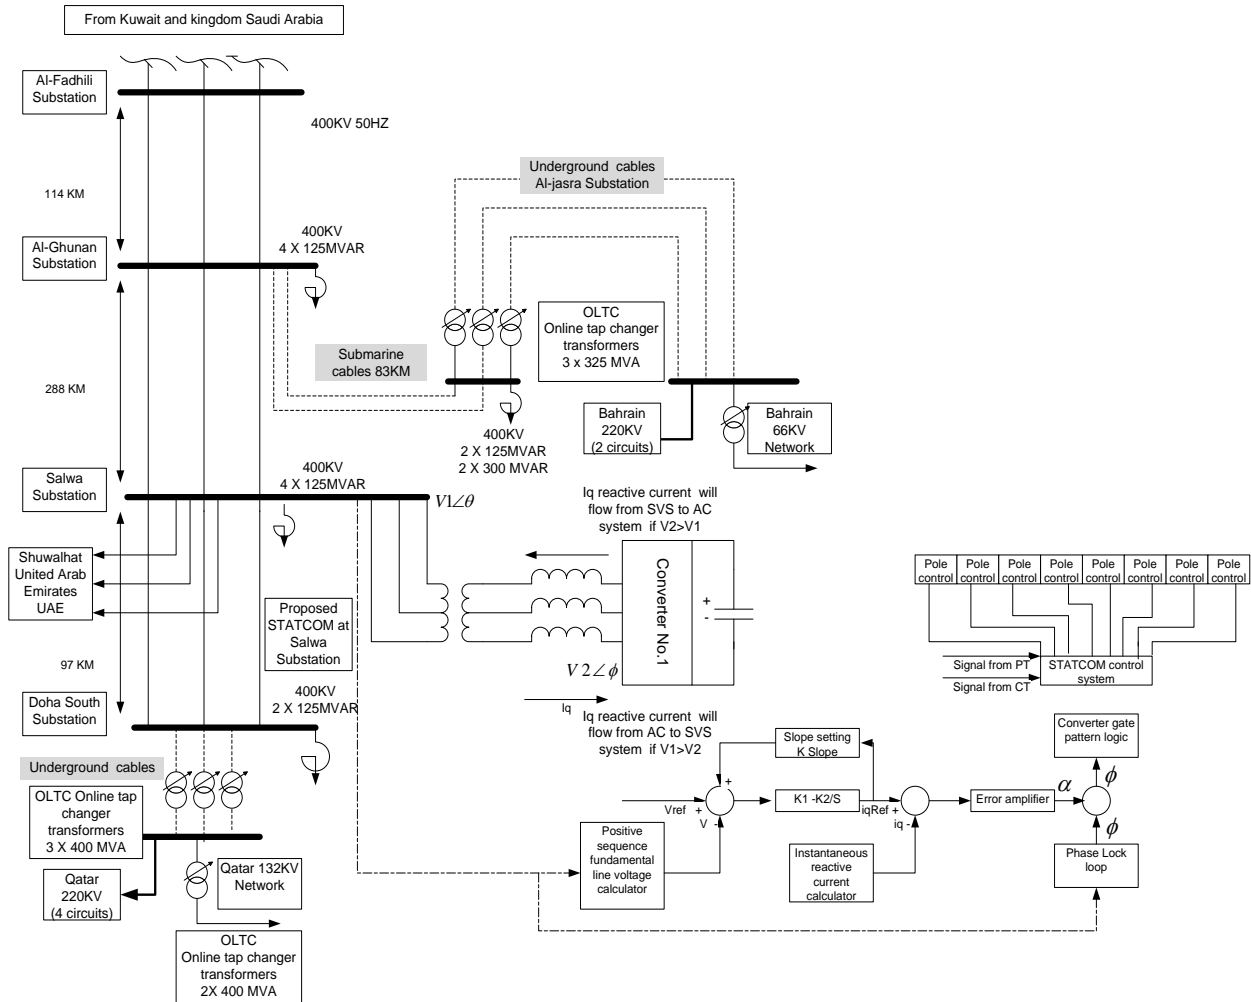 From Kuwait and kingdom Saudi Arabia
Al-Fadhili
Substation
400KV 50HZ
114 KM
Underground cables
Al-jasra Substation
400KV
4 X 125MVAR
Al-Ghunan
Substation
OLTC
Online tap changer
transformers
3 x 325 MVA
Submarine
cables 83KM
288 KM
Bahrain
220KV
(2 circuits)
Bahrain
66KV
Network
400KV
2 X 125MVAR
2 X 300 MVAR
Salwa
Substation
400KV
4 X 125MVAR
V1∠θ
Iq reactive current will
flow from SVS to AC
system if V2>V1
Shuwalhat
United Arab
Emirates
UAE
Converter No.1
+
-
Pole
control
Pole
control
Pole
control
Pole
control
Pole
control
Pole
control
Pole
control
Pole
control
Proposed
STATCOM at
Salwa
Substation
97 KM
V 2∠ϕ
Signal from PT
Signal from CT
STATCOM control
system
Iq
Doha South
Substation
400KV
2 X 125MVAR
Iq reactive current will
flow from AC to SVS
system if V1>V2
Slope setting
K Slope
Converter gate
pattern logic
Underground cables
OLTC Online tap
changer
transformers
3 X 400 MVA
+
Vref +
V -
K1 -K2/S
iqRef +
iq -
Error amplifier
α
ϕ
ϕ
Positive
sequence
fundamental
line voltage
calculator
Instantaneous
reactive
current
calculator
Phase Lock
loop
Qatar
220KV
(4 circuits)
Qatar 132KV
Network
OLTC
Online tap changer
transformers
2X 400 MVA